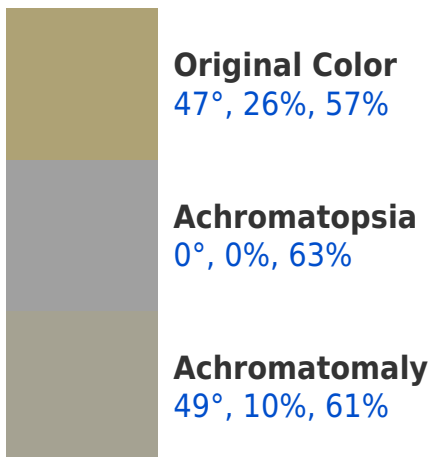 Original Color
47°, 26%, 57%
Achromatopsia
0°, 0%, 63%
Achromatomaly
49°, 10%, 61%